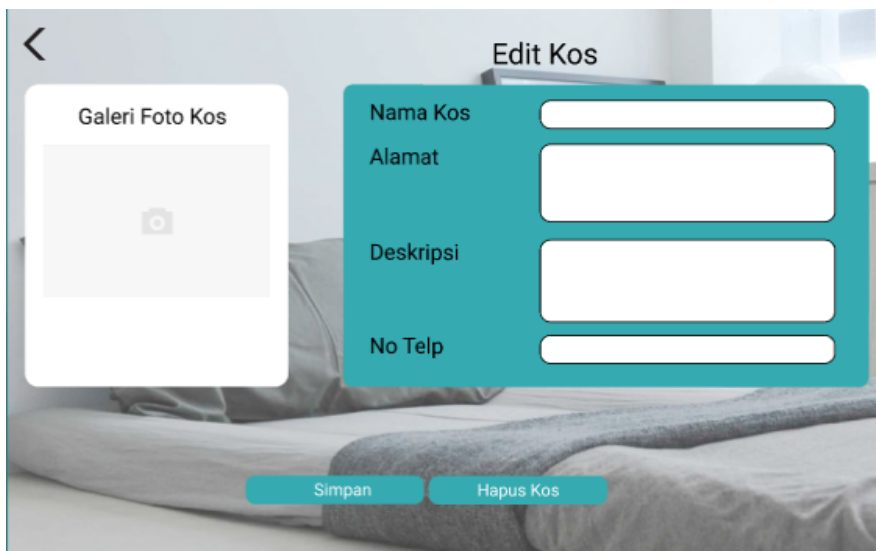 Edit Kos
Galeri Foto Kos
Nama Kos
Alamat
Deskripsi
No Telp
Simpan
Hapus Kos